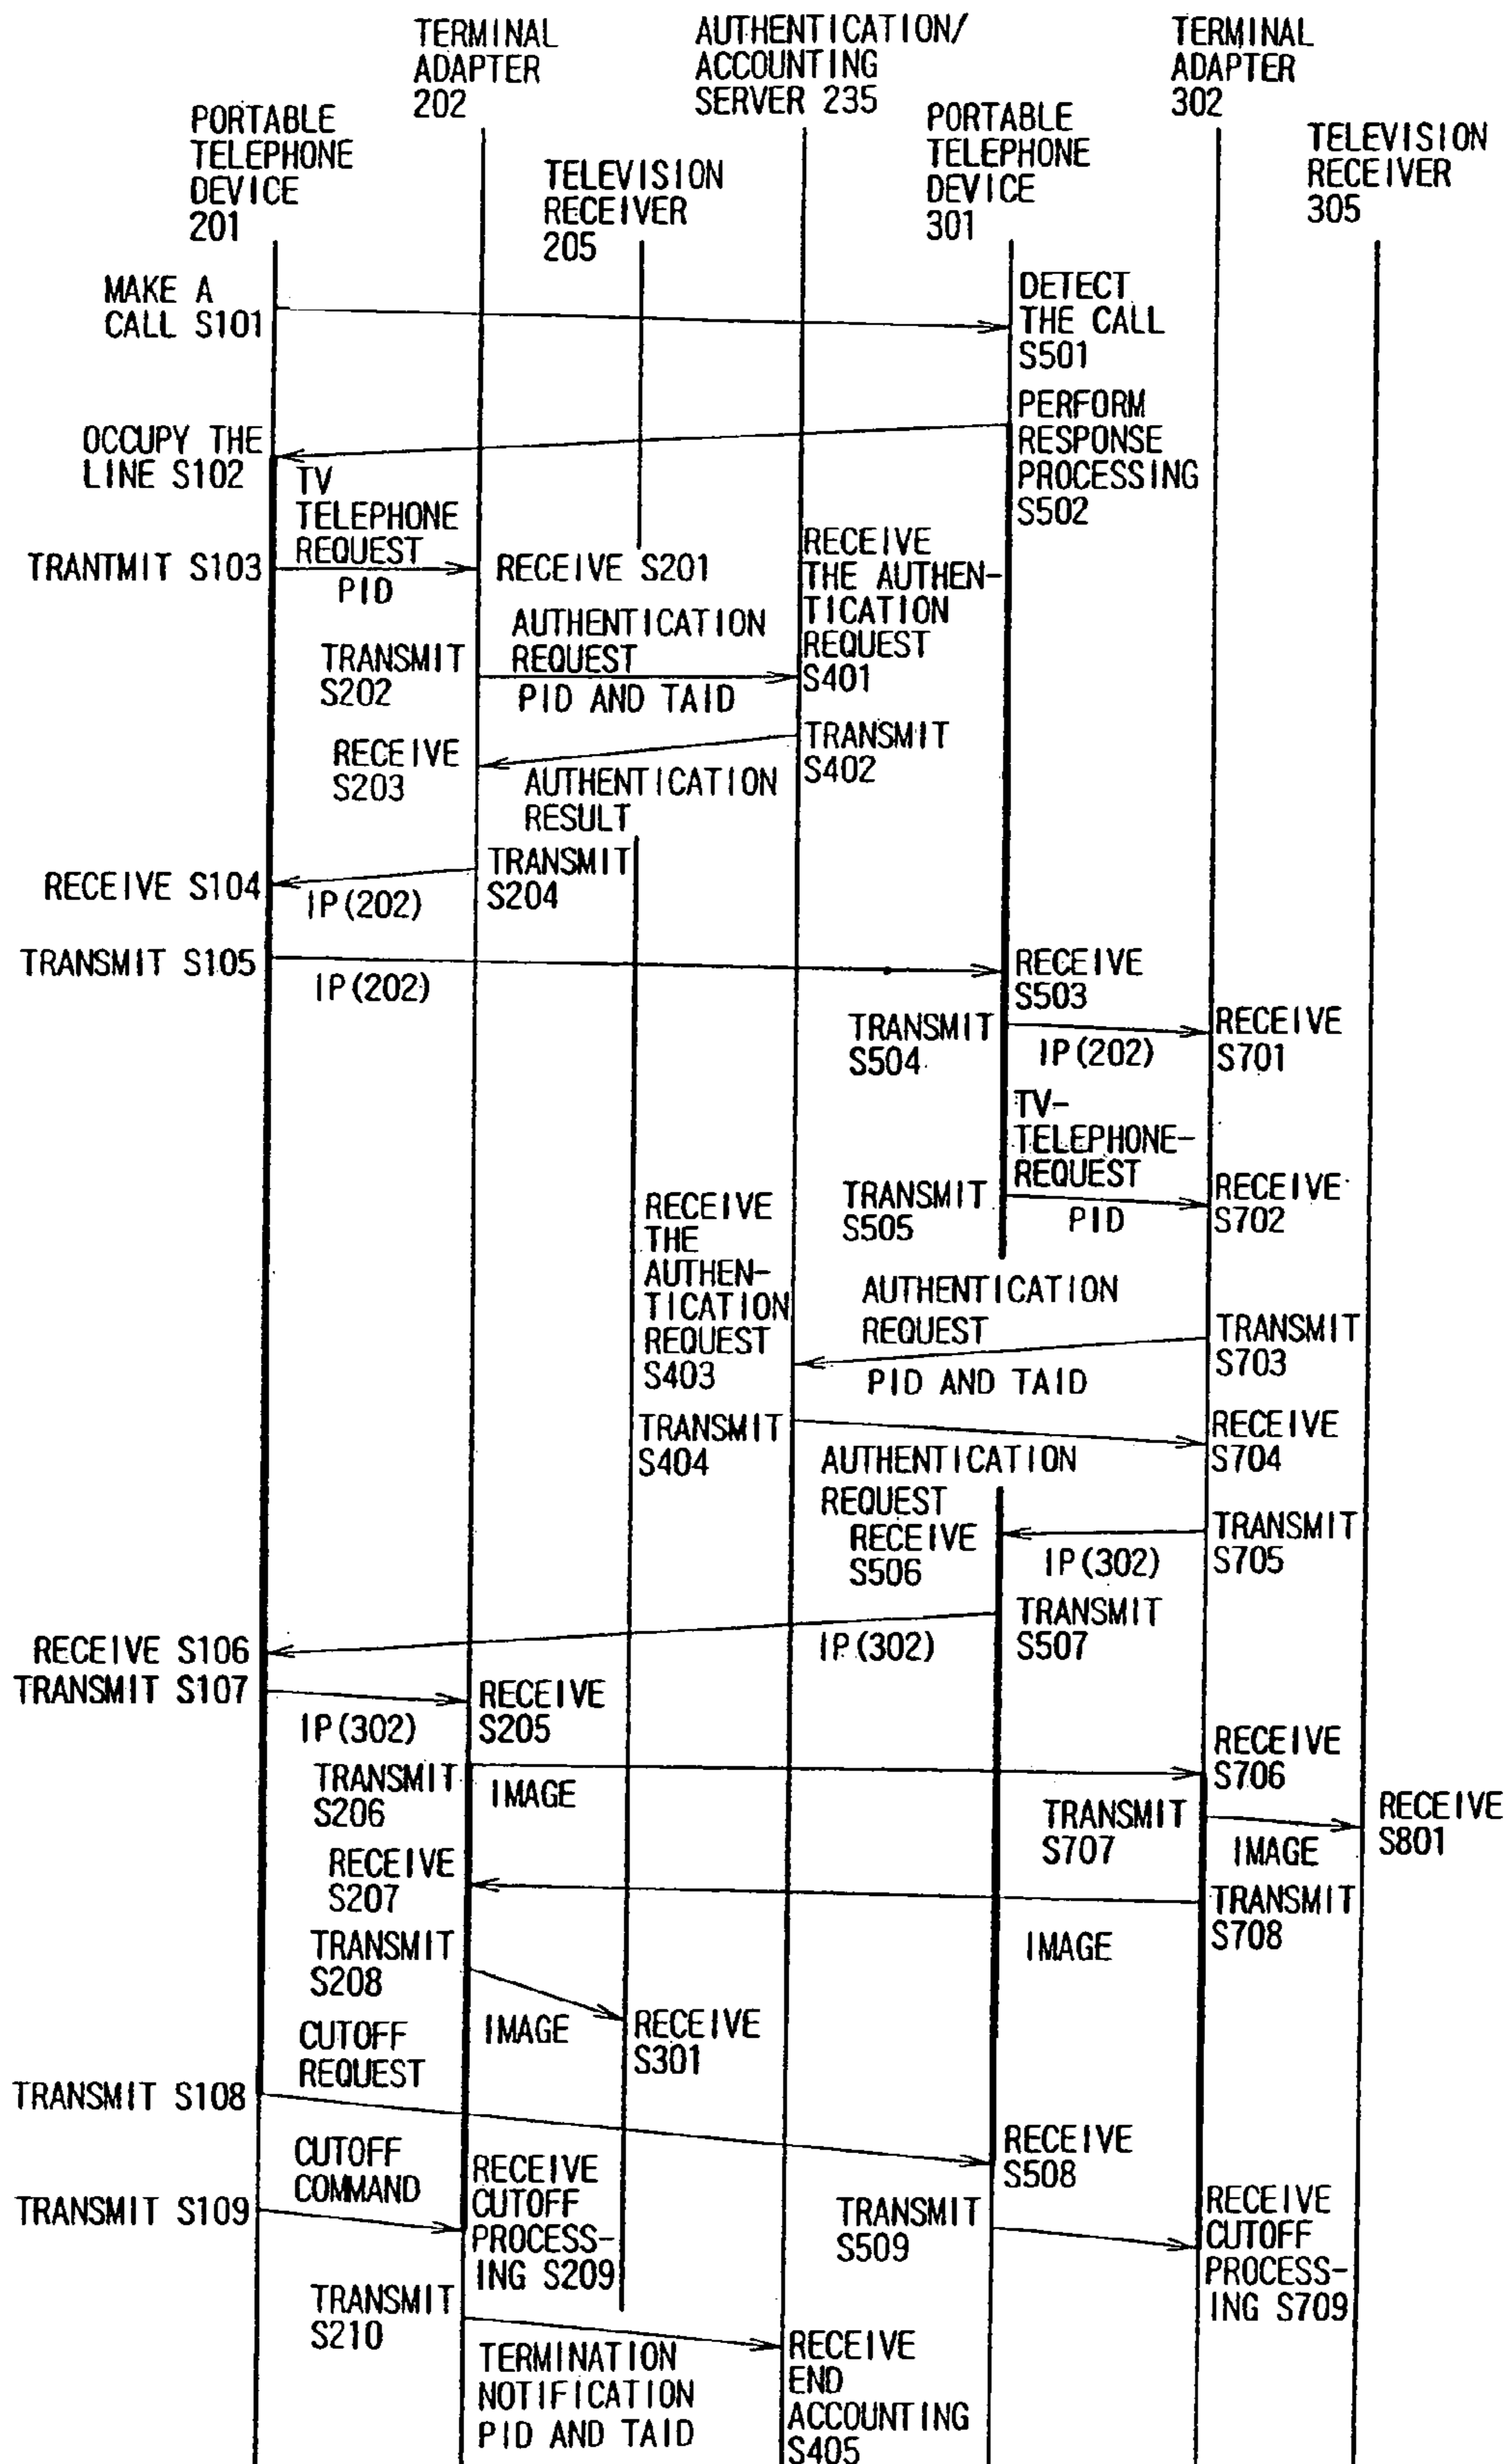 TERMINAL
ADAPTER
202
AUTHENTICATION/
ACCOUNTING
SERVER 235
TERMINAL
ADAPTER
302
PORTABLE
TELEPHONE
DEVICE
201
TELEVISION
RECEIVER
205
PORTABLE
TELEPHONE
DEVICE
301
TELEVISION
RECEIVER
305
MAKE A
CALL S101
DETECT
THE CALL
S501
PERFORM
RESPONSE
PROCESSING
S502
OCCUPY THE
LINE S102
TV
TELEPHONE
REQUEST
PID
TRANTMIT S103
RECEIVE S201
RECEIVE
THE AUTHEN-
TICATION
REQUEST
S401
AUTHENTICATION
REQUEST
PID AND TAID
TRANSMIT
S202
TRANSMIT
S402
RECEIVE
S203
AUTHENTICATION
RESULT
TRANSMIT
S204
RECEIVE S104
IP(202)
TRANSMIT S105
IP(202)
RECEIVE
S503
TRANSMIT
S504
IP(202)
RECEIVE
S701
TV-
TELEPHONE-
REQUEST
PID
TRANSMIT
S505
RECEIVE
S702
RECEIVE
THE
AUTHEN-
TICATION
REQUEST
S403
AUTHENTICATION
REQUEST
PID AND TAID
TRANSMIT
S703
TRANSMIT
S404
RECEIVE
S704
AUTHENTICATION
REQUEST
RECEIVE
S506
IP(302)
TRANSMIT
S705
TRANSMIT
S507
IP(302)
RECEIVE S106
TRANSMIT S107
IP(302)
RECEIVE
S205
TRANSMIT
S206
IMAGE
RECEIVE
S706
TRANSMIT
S707
IMAGE
RECEIVE
S801
RECEIVE
S207
TRANSMIT
S708
IMAGE
TRANSMIT
S208
IMAGE
RECEIVE
S301
CUTOFF
REQUEST
TRANSMIT S108
RECEIVE
S508
CUTOFF
COMMAND
TRANSMIT S109
RECEIVE
CUTOFF
PROCESS-
ING S209
TRANSMIT
S509
RECEIVE
CUTOFF
PROCESS-
ING S709
TRANSMIT
S210
TERMINATION
NOTIFICATION
PID AND TAID
RECEIVE
END
ACCOUNTING
S405